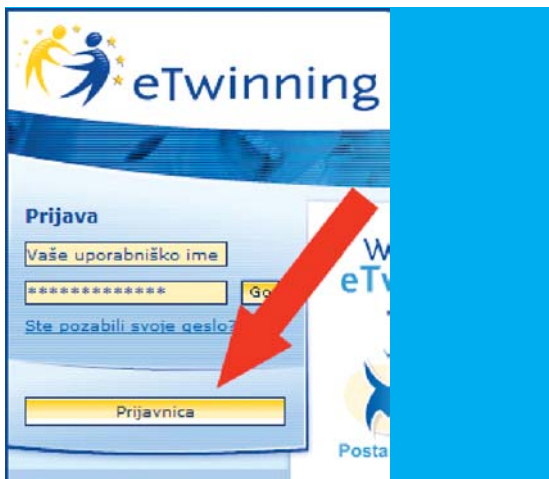 eTwinning
Prijava
Vaše uporabniško ime
*************
Ste pozabili svoje geslo?
Prijavnica